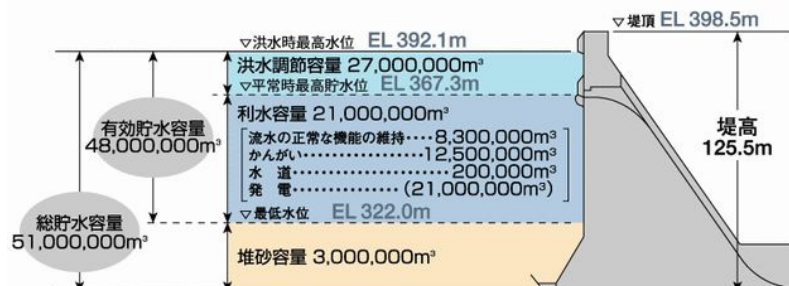 ▽洪水時最高水位 EL 392.1m
▽堤頂 EL 398.5m
洪水調節容量 27,000,000m³
▽平常時最高貯水位 EL 367.3m
利水容量 21,000,000m³
流水の正常な機能の維持････8,300,000m³
かんがい･･････････････････12,500,000m³
水 道･･････････････････････200,000m³
発 電･･････････････(21,000,000m³)
▽最低水位 EL 322.0m
堆砂容量 3,000,000m³
有効貯水容量
48,000,000m³
総貯水容量
51,000,000m³
堤高
125.5m